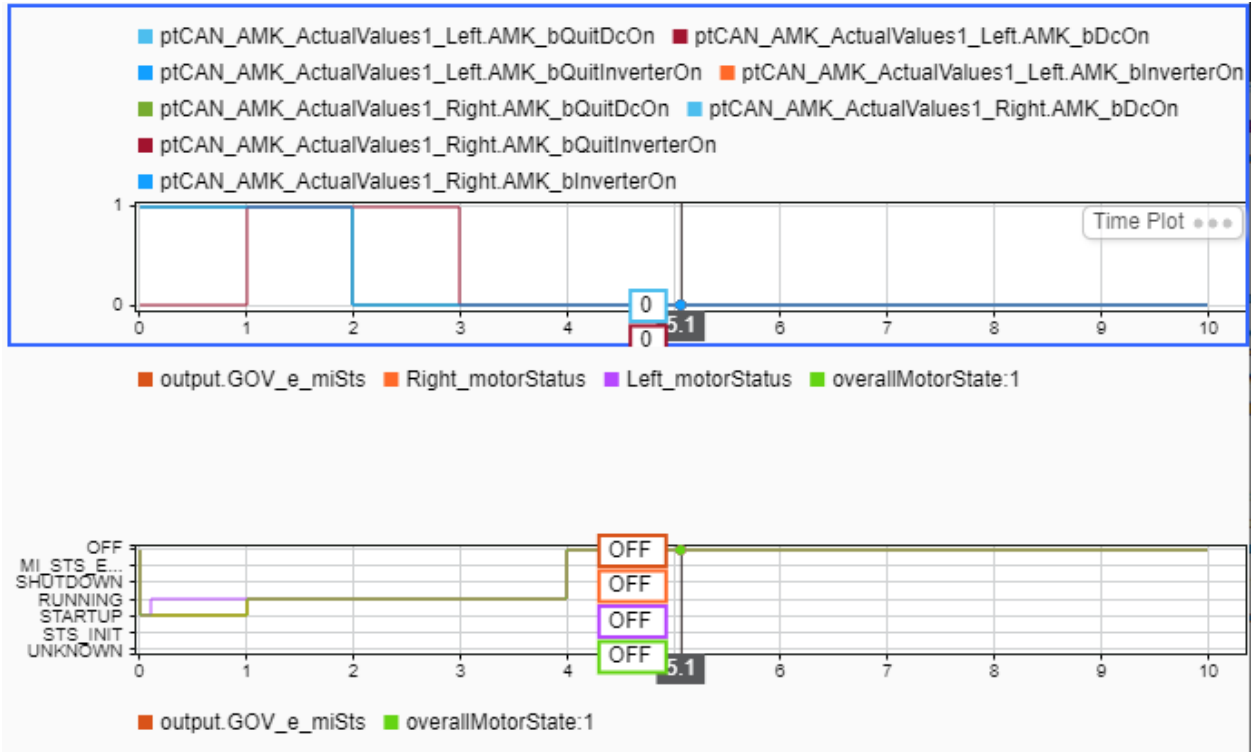 ptCAN_AMK_ActualValues1_Left.AMK_bQuitDcOn ptCAN_AMK_ActualValues1_Left.AMK_bDcOn
ptCAN_AMK_ActualValues1_Left.AMK_bQuitInverterOn ptCAN_AMK_ActualValues1_Left.AMK_bInverterOn
ptCAN_AMK_ActualValues1_Right.AMK_bQuitDcOn ptCAN_AMK_ActualValues1_Right.AMK_bDcOn
ptCAN_AMK_ActualValues1_Right.AMK_bQuitInverterOn
ptCAN_AMK_ActualValues1_Right.AMK_bInverterOn
1
Time Plot
0 0
0 1 2 3 4 5.1 6 7 8 9 10
0
output.GOV_e_miSts Right_motorStatus Left_motorStatus overallMotorState:1
OFF OFF
MI_STS_E...
SHUTDOWN OFF
RUNNING
STARTUP OFF
STS_INIT
UNKNOWN OFF
0 1 2 3 4 5.1 6 7 8 9 10
output.GOV_e_miSts overallMotorState:1